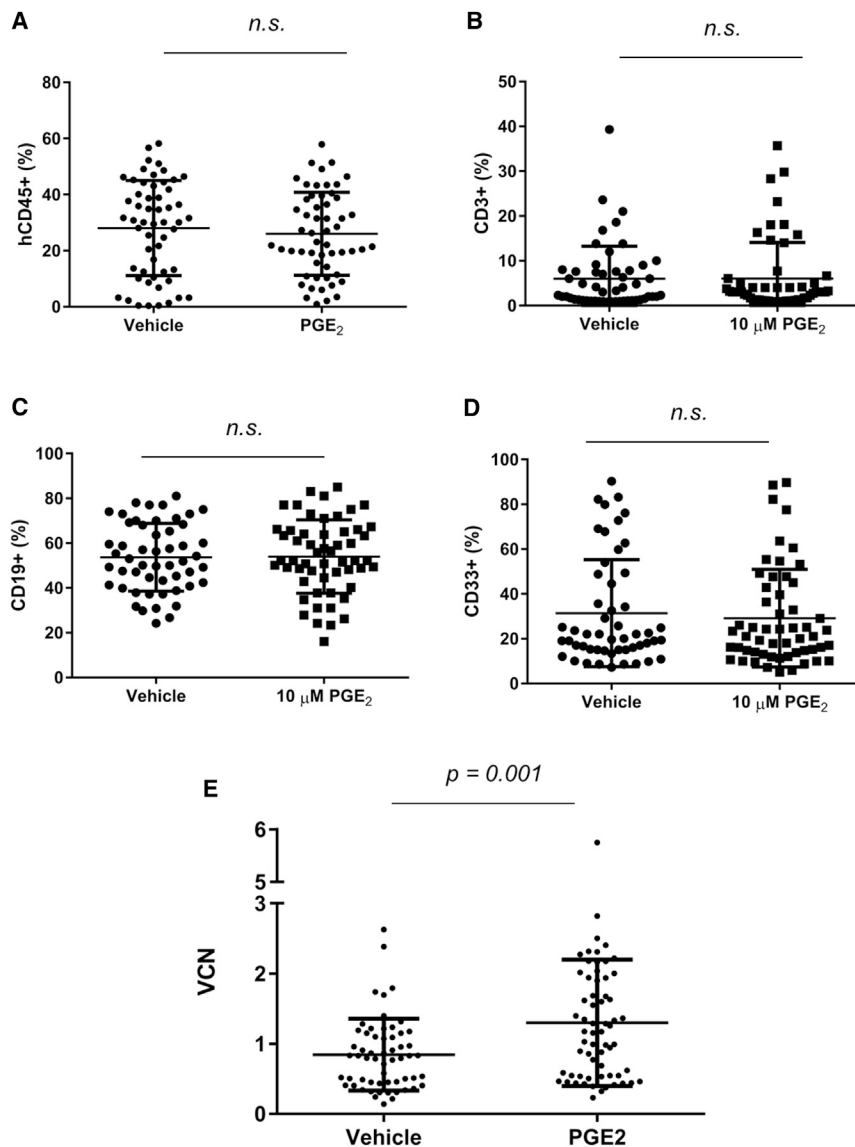 A
n.s.
hCD45+ (%)
80
60
40
20
0
Vehicle
PGE₂
B
n.s.
CD3+ (%)
50
40
30
20
10
0
Vehicle
10 μM PGE₂
C
n.s.
CD19+ (%)
100
80
60
40
20
0
Vehicle
10 μM PGE₂
D
n.s.
CD33+ (%)
100
80
60
40
20
0
Vehicle
10 μM PGE₂
E
p = 0.001
VCN
6
5
3
2
1
0
Vehicle
PGE2